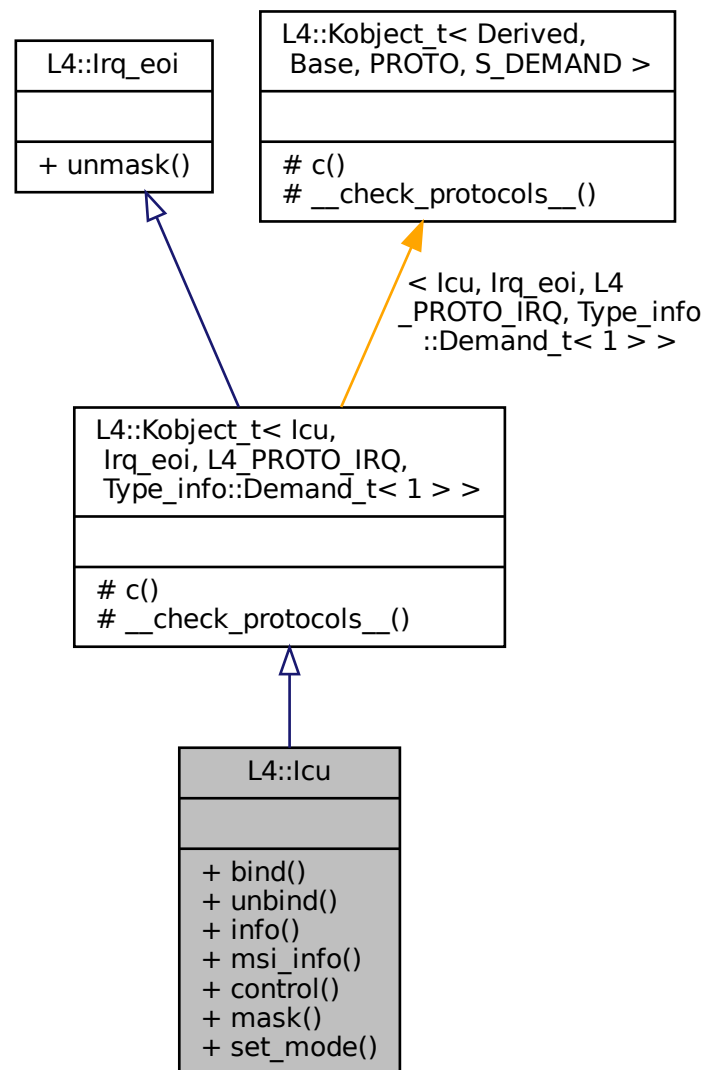 L4::Irq_eoi
+ unmask()
L4::Kobject_t< Derived,
Base, PROTO, S_DEMAND >
# c()
# __check_protocols__()
< Icu, Irq_eoi, L4
_PROTO_IRQ, Type_info
::Demand_t< 1 > >
L4::Kobject_t< Icu,
Irq_eoi, L4_PROTO_IRQ,
Type_info::Demand_t< 1 > >
# c()
# __check_protocols__()
L4::Icu
+ bind()
+ unbind()
+ info()
+ msi_info()
+ control()
+ mask()
+ set_mode()